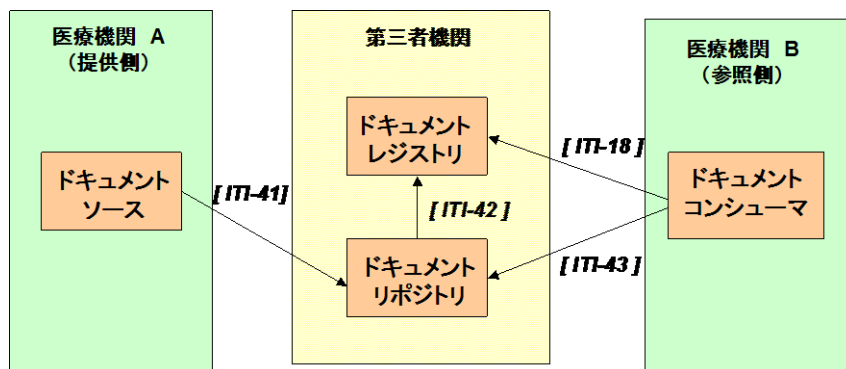 医療機関 A
（提供側）
ドキュメント
ソース
[ ITI-41]
第三者機関
ドキュメント
レジストリ
[ ITI-42 ]
ドキュメント
リポジトリ
[ ITI-18 ]
[ ITI-43 ]
医療機関 B
（参照側）
ドキュメント
コンシューマ